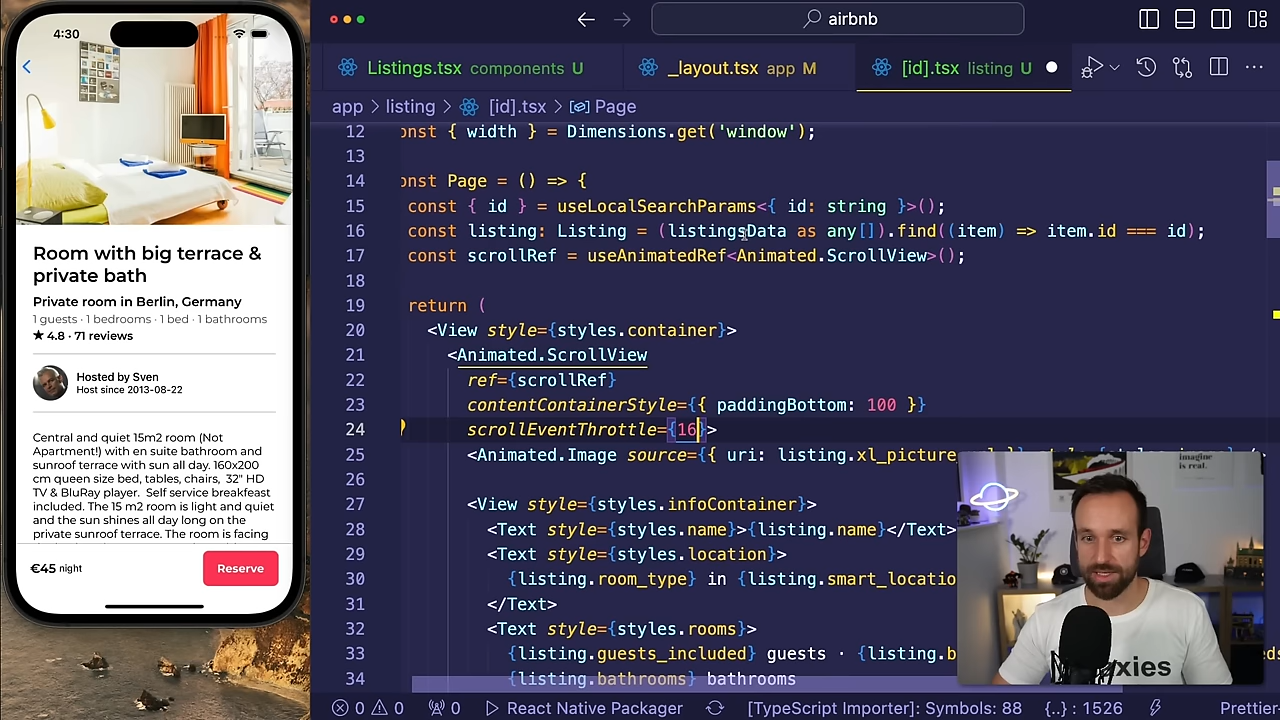 4:30
Room with big terrace &
private bath
Private room in Berlin, Germany
1 guests · 1 bedrooms · 1 bed · 1 bathrooms
★ 4.8 · 71 reviews
Hosted by Sven
Host since 2013-08-22
Central and quiet 15m2 room (Not
Apartment!) with en suite bathroom and
sunroof terrace with sun all day. 160x200
cm queen size bed, tables, chairs, 32" HD
TV & BluRay player. Self service breakfeast
included. The 15 m2 room is light and quiet
and the sun shines all day long on the
private sunroof terrace. The room is facing
€45 night
Reserve
airbnb
Listings.tsx components U
_layout.tsx app M
[id].tsx listing U
app > listing > [id].tsx > Page
12 onst { width } = Dimensions.get('window');
13
14 onst Page = () => {
15 const { id } = useLocalSearchParams<{ id: string }>();
16 const listing: Listing = (listingsData as any[]).find((item) => item.id === id);
17 const scrollRef = useAnimatedRef<Animated.ScrollView>();
18
19 return (
20 <View style={styles.container}>
21 <Animated.ScrollView
22 ref={scrollRef}
23 contentContainerStyle={{ paddingBottom: 100 }}
24 scrollEventThrottle={16}>
25 <Animated.Image source={{ uri: listing.xl_picture
26
27 <View style={styles.infoContainer}>
28 <Text style={styles.name}>{listing.name}</Text>
29 <Text style={styles.location}>
30 {listing.room_type} in {listing.smart_locatio
31 </Text>
32 <Text style={styles.rooms}>
33 {listing.guests_included} guests · {listing.b
34 {listing.bathrooms} bathrooms
imagine
is real.
xies
0 0 0 React Native Packager [TypeScript Importer]: Symbols: 88 {..} : 1526 Prettier